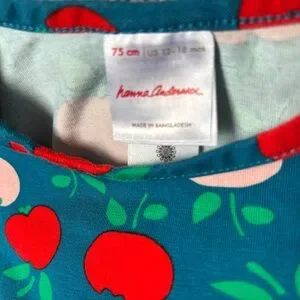 75 cm | US 12-18 mos
hanna andersson
MADE IN BANGLADESH